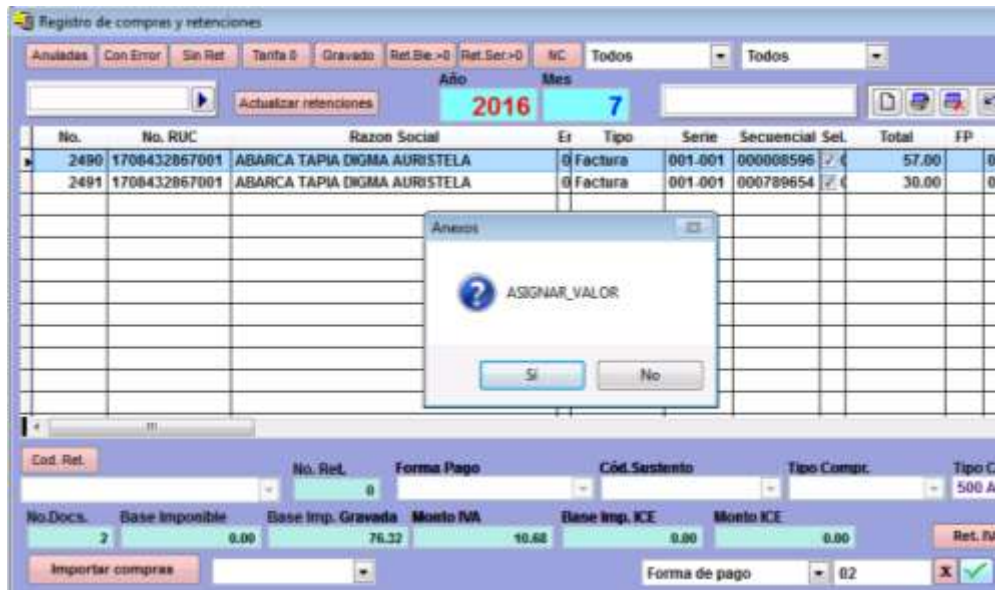 Registro de compras y retenciones
Anuladas Con Error Sin Ret Tarifa 0 Gravado Ret.Bie.>0 Ret.Ser.>0 NC Todos Todos
Año Mes
Actualizar retenciones 2016 7
No. No. RUC Razon Social Er Tipo Serie Secuencial Sel. Total FP
2490 1708432867001 ABARCA TAPIA DIGMA AURISTELA 0 Factura 001-001 000008596 57.00 0
2491 1708432867001 ABARCA TAPIA DIGMA AURISTELA 0 Factura 001-001 000789654 30.00 0
Anexos
ASIGNAR_VALOR
Sí No
Cod. Ret.
No. Ret. Forma Pago Cód.Sustento Tipo Compr. Tipo C
0 500 A
No.Docs. Base Imponible Base Imp. Gravada Monto IVA Base Imp. ICE Monto ICE
2 0.00 76.32 10.68 0.00 0.00 Ret. IVA
Importar compras Forma de pago 02 X